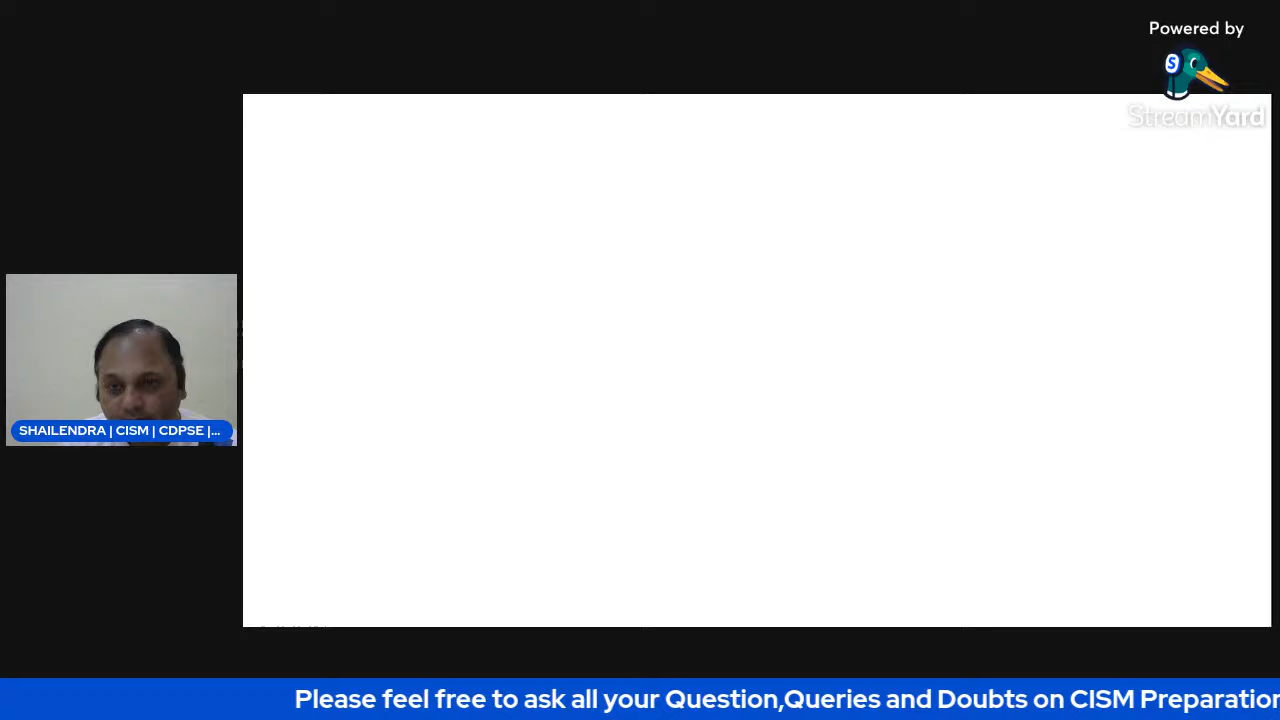 Powered by
S
StreamYard
SHAILENDRA | CISM | CDPSE |...
Please feel free to ask all your Question,Queries and Doubts on CISM Preparation